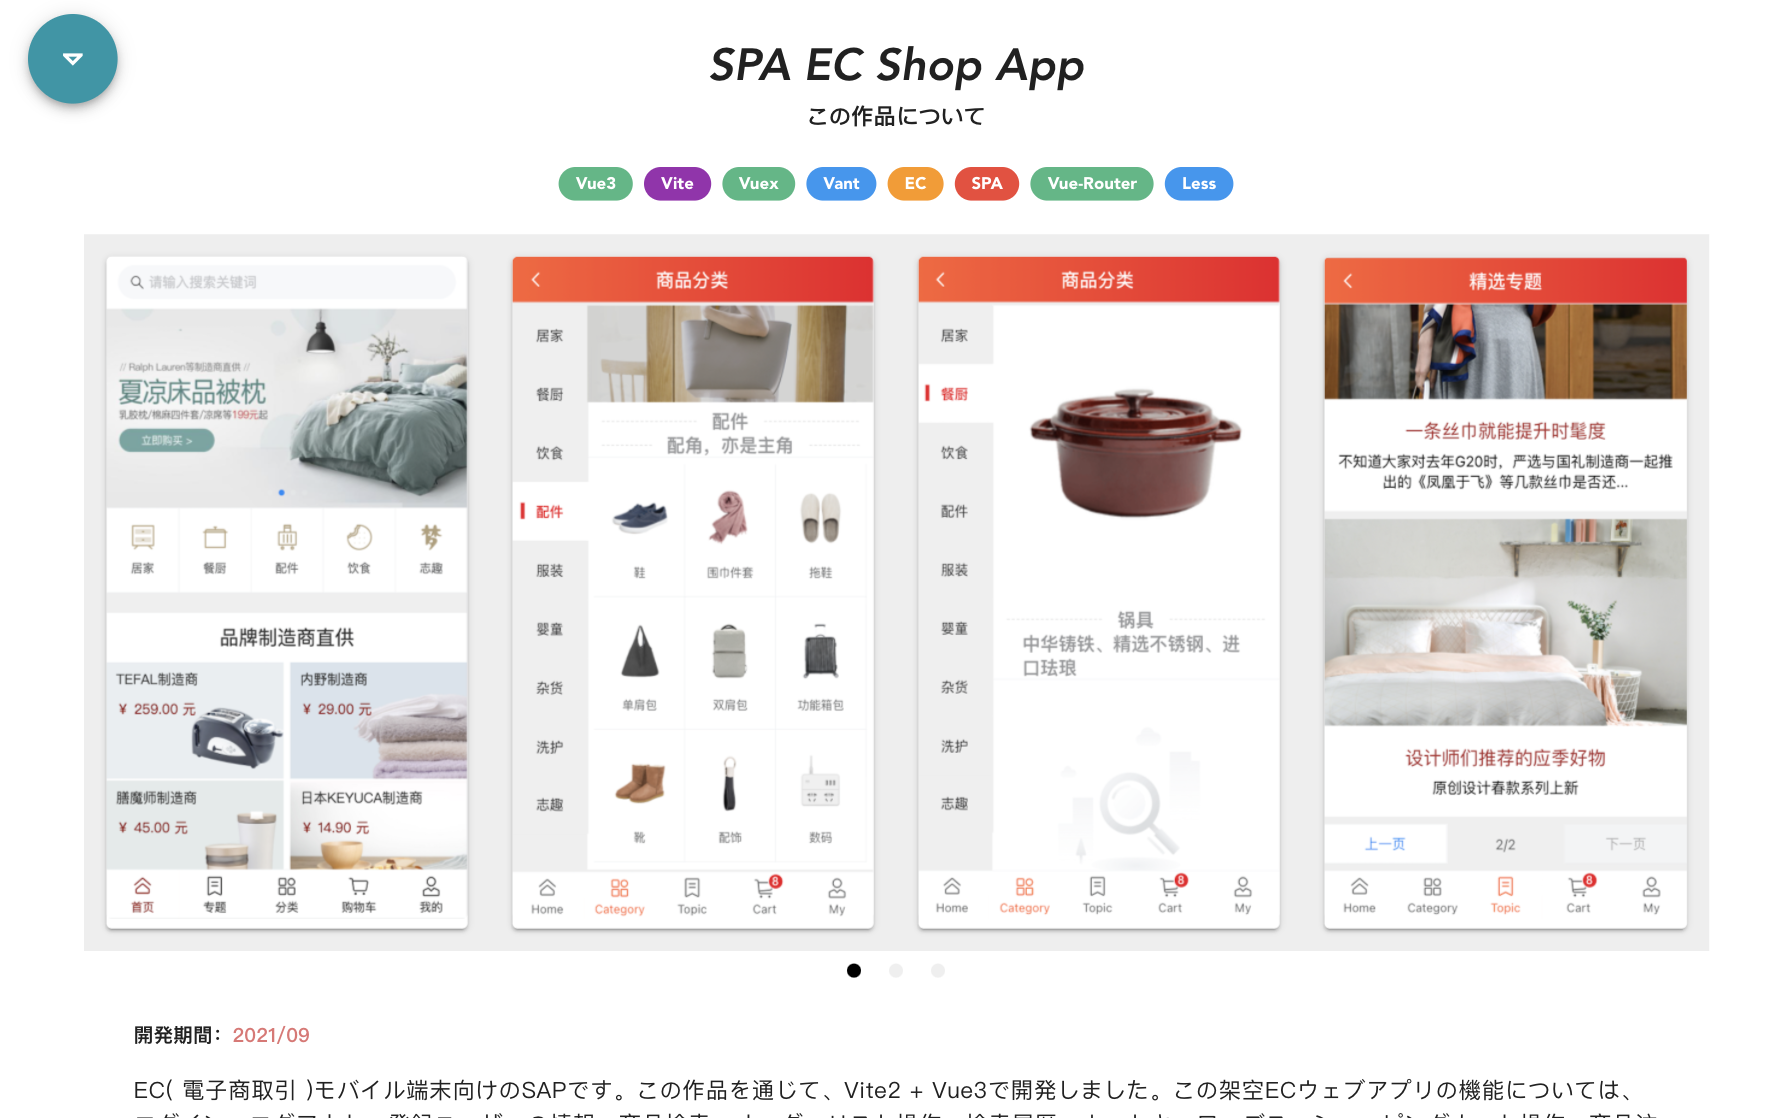 SPA EC Shop App
この作品について
Vue3 Vite Vuex Vant EC SPA Vue-Router Less
请输入搜索关键词
// Ralph Lauren等制造商直供 //
夏凉床品被枕
乳胶枕/棉麻四件套/凉席等199元起
立即购买 >
居家 餐厨 配件 饮食 志趣
品牌制造商直供
TEFAL制造商
¥ 259.00 元
内野制造商
¥ 29.00 元
膳魔师制造商
¥ 45.00 元
日本KEYUCA制造商
¥ 14.90 元
首页 专题 分类 购物车 我的
商品分类
居家
餐厨
饮食
配件
服装
婴童
杂货
洗护
志趣
配件
配角，亦是主角
鞋 围巾件套 拖鞋
单肩包 双肩包 功能箱包
靴 配饰 数码
8
Home Category Topic Cart My
商品分类
居家
餐厨
饮食
配件
服装
婴童
杂货
洗护
志趣
锅具
中华铸铁、精选不锈钢、进
口珐琅
8
Home Category Topic Cart My
精选专题
一条丝巾就能提升时髦度
不知道大家对去年G20时，严选与国礼制造商一起推
出的《凤凰于飞》等几款丝巾是否还...
设计师们推荐的应季好物
原创设计春款系列上新
上一页 2/2 下一页
8
Home Category Topic Cart My
開発期間： 2021/09
EC( 電子商取引 )モバイル端末向けのSAPです。この作品を通じて、Vite2 + Vue3で開発しました。この架空ECウェブアプリの機能については、